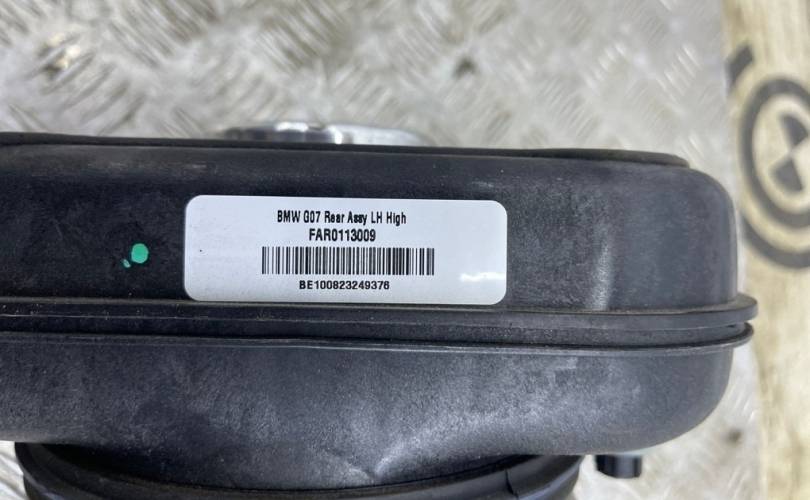 BMW G07 Rear Assy LH High
FAR0113009
BE100823249376